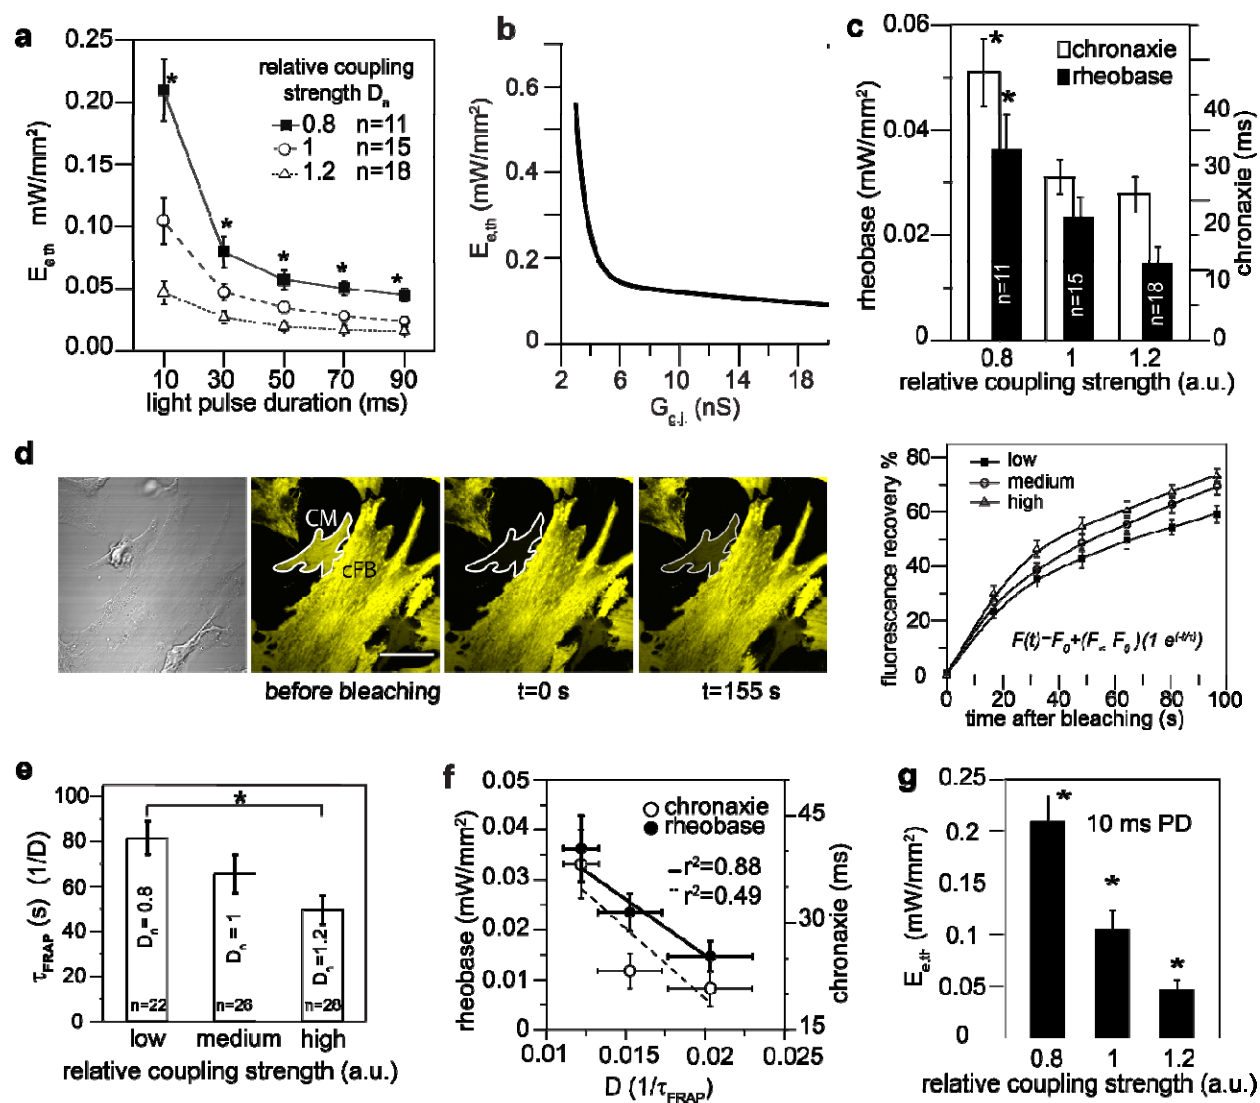 a
0.25
0.20
0.15
0.10
0.05
0.00
E e th mW/mm²
relative coupling
strength Dn
0.8 n=11
1 n=15
1.2 n=18
*
*
*
*
*
10 30 50 70 90
light pulse duration (ms)
b
0.6
0.4
0.2
0
Ee,th (mW/mm²)
2 6 10 14 18
Gg.j. (nS)
c
0.06
0.04
0.02
0
rheobase (mW/mm²)
chronaxie
rheobase
*
*
n=11
n=15
n=18
40
30
20
10
0
chronaxie (ms)
0.8 1 1.2
relative coupling strength (a.u.)
d
CM
cFB
before bleaching
t=0 s
t=155 s
80
60
40
20
0
fluorescence recovery %
low
medium
high
0 20 40 60 80 100
time after bleaching (s)
e
100
80
60
40
20
0
τFRAP (s) (1/D)
*
Dn= 0.8
n=22
Dn= 1
n=26
Dn=1.2
n=28
low medium high
relative coupling strength (a.u.)
f
0.05
0.04
0.03
0.02
0.01
0
rheobase (mW/mm²)
chronaxie
rheobase
r²=0.88
r²=0.49
45
30
15
chronaxie (ms)
0.01 0.015 0.02 0.025
D (1/τFRAP)
g
0.25
0.2
0.15
0.1
0.05
0
Ee,th (mW/mm²)
10 ms PD
*
*
*
0.8 1 1.2
relative coupling strength (a.u.)